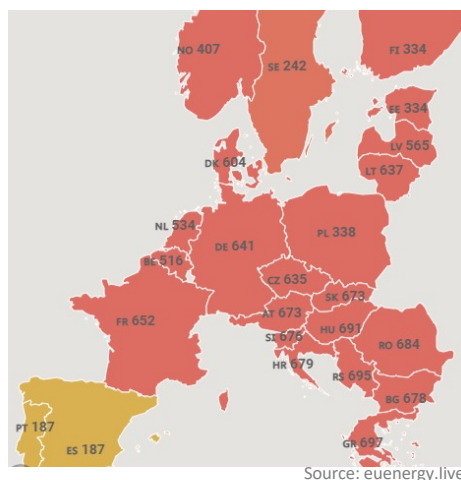 NO 407
FI 334
SE 242
EE 334
LV 565
DK 604
LT 637
NL 534
PL 338
DE 641
BE 516
CZ 635
SK 673
AT 673
FR 652
HU 691
SI 676
RO 684
HR 679
RS 695
BG 678
PT 187
GR 697
ES 187
Source: euenergy.live